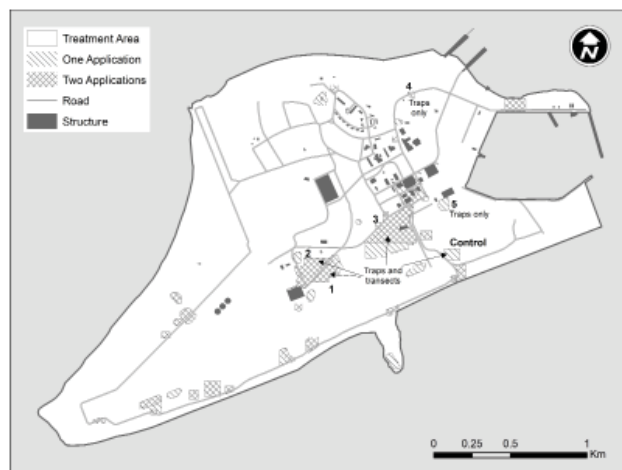 Treatment Area
One Application
Two Applications
Road
Structure
N
4
Traps
only
5
Traps only
3
Control
2
Traps and
transects
1
0 0.25 0.5 1
Km